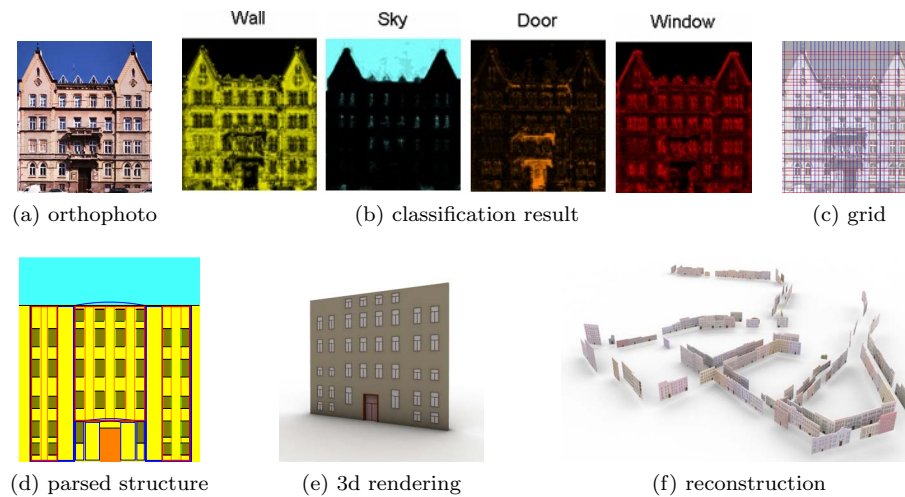 Wall Sky Door Window
(a) orthophoto (b) classification result (c) grid
(d) parsed structure (e) 3d rendering (f) reconstruction